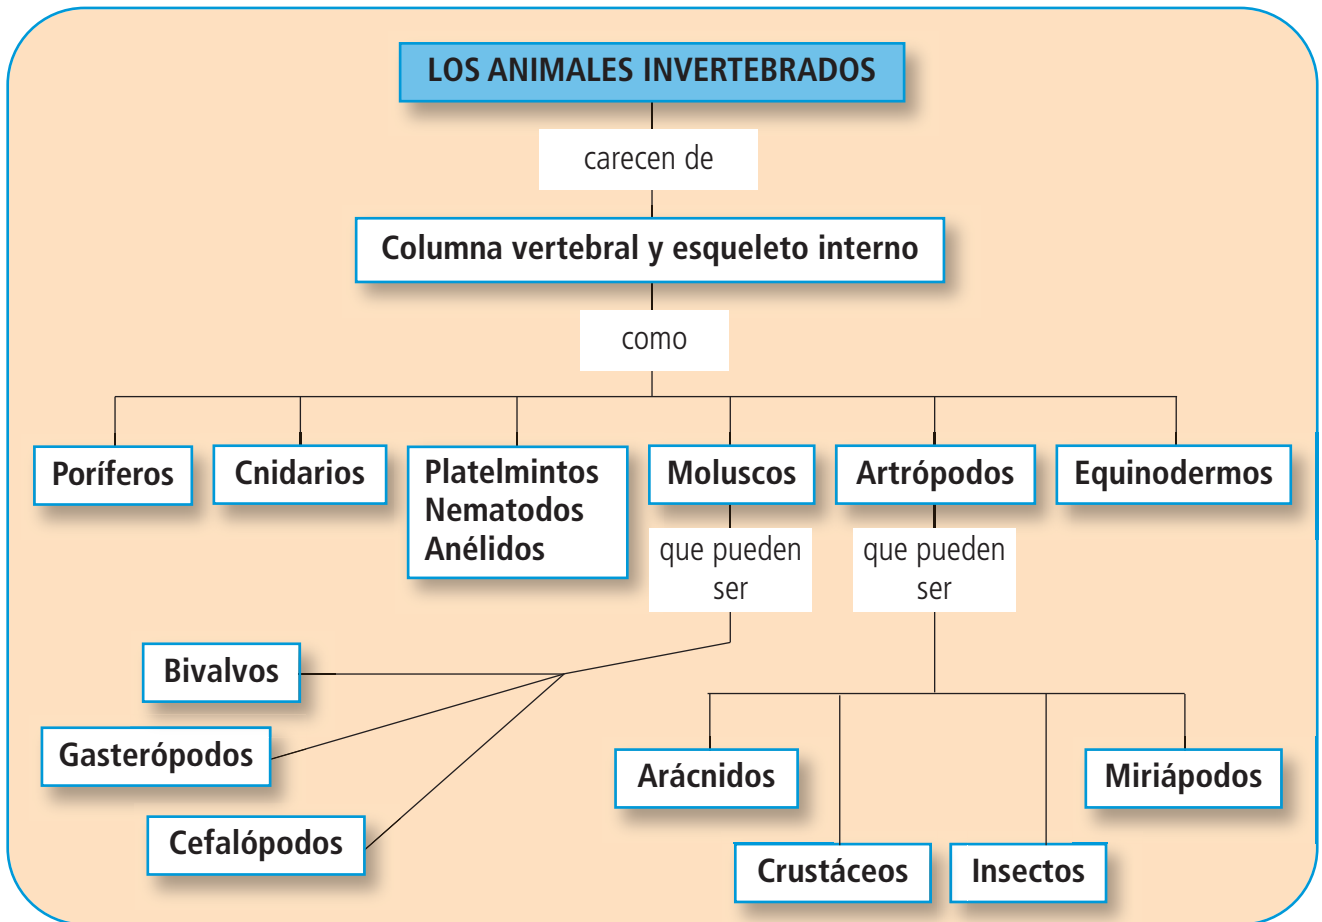 LOS ANIMALES INVERTEBRADOS
carecen de
Columna vertebral y esqueleto interno
como
Poríferos
Cnidarios
Platelmintos
Nematodos
Anélidos
Moluscos
Artrópodos
Equinodermos
que pueden
ser
que pueden
ser
Bivalvos
Gasterópodos
Cefalópodos
Arácnidos
Crustáceos
Insectos
Miriápodos